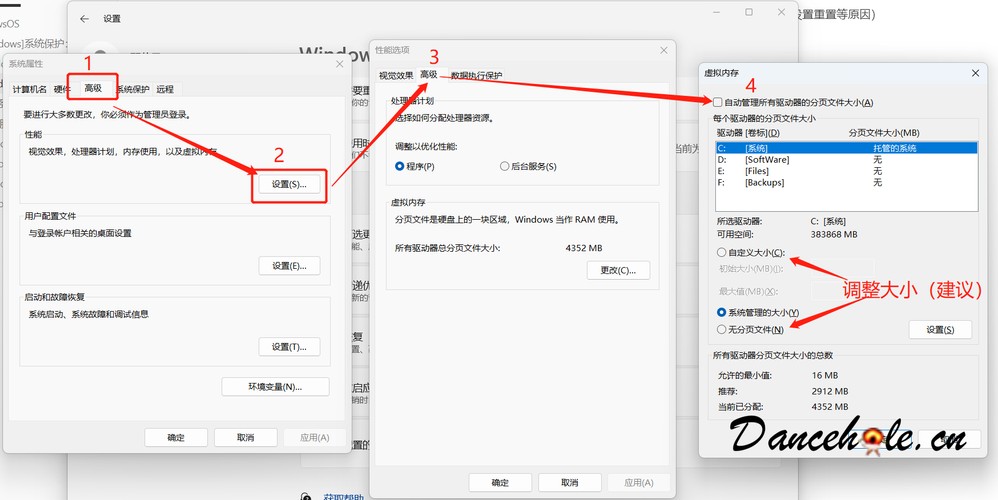 设置
设置重置等原因）
wsOS
dows]系统保护:
系统属性
1
计算机名
硬件
高级
系统保护
远程
要进行大多数更改，你必须作为管理员登录。
性能
视觉效果，处理器计划，内存使用，以及虚拟内存
2
设置(S)...
用户配置文件
与登录帐户相关的桌面设置
设置(E)...
启动和故障恢复
系统启动、系统故障和调试信息
设置(T)...
环境变量(N)...
确定
取消
应用(A)
获取帮助
性能选项
3
视觉效果
高级
数据执行保护
处理器计划
选择如何分配处理器资源。
调整以优化性能:
程序(P)
后台服务(S)
虚拟内存
分页文件是硬盘上的一块区域，Windows 当作 RAM 使用。
所有驱动器总分页文件大小:
4352 MB
更改(C)...
确定
取消
应用(A)
虚拟内存
4
自动管理所有驱动器的分页文件大小(A)
每个驱动器的分页文件大小
驱动器 [卷标](D)
分页文件大小(MB)
C: [系统] 托管的系统
D: [SoftWare] 无
E: [Files] 无
F: [Backups] 无
所选驱动器: C: [系统]
可用空间: 383868 MB
自定义大小(C):
初始大小(MB)(I):
最大值(MB)(X):
调整大小（建议）
系统管理的大小(Y)
无分页文件(N)
设置(S)
所有驱动器分页文件大小的总数
允许的最小值: 16 MB
推荐: 2912 MB
当前已分配: 4352 MB
Dancehole.cn